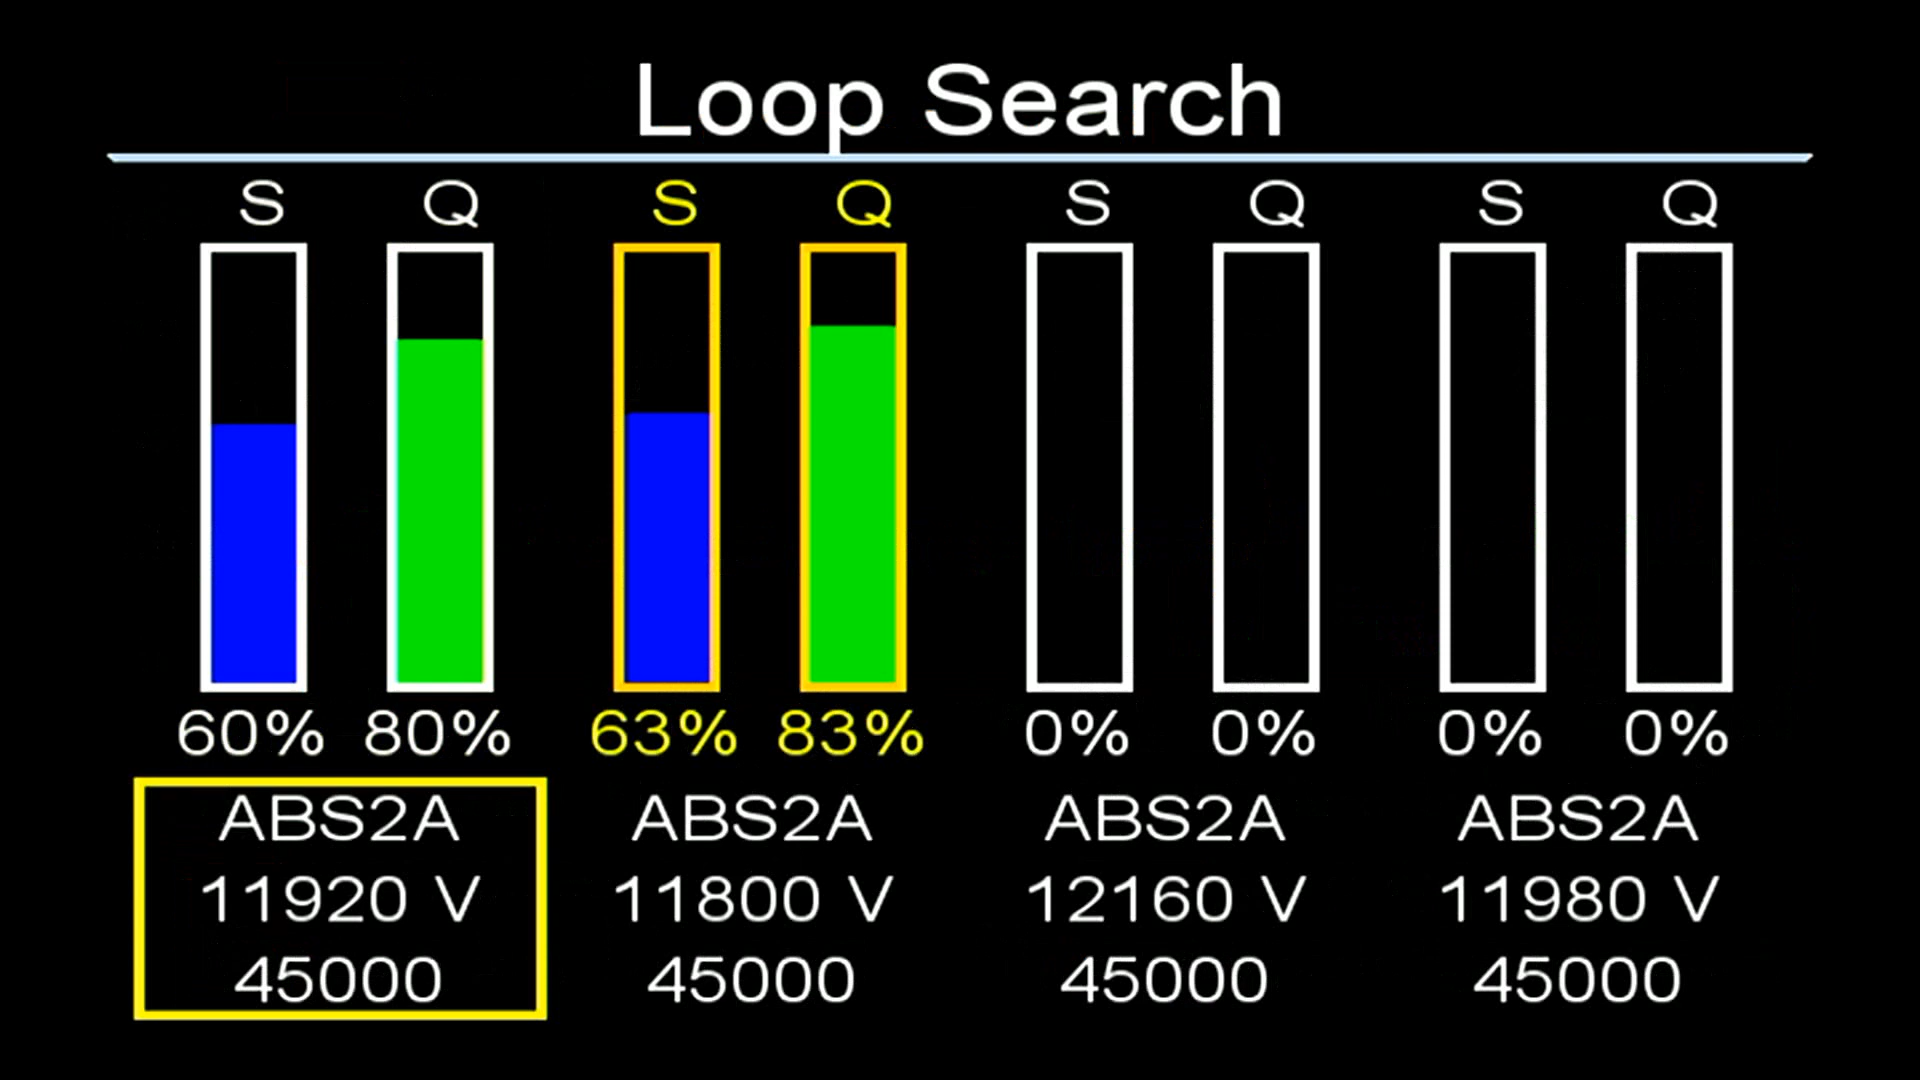 Loop Search
S Q S Q S Q S Q
60% 80% 63% 83% 0% 0% 0% 0%
ABS2A ABS2A ABS2A ABS2A
11920 V 11800 V 12160 V 11980 V
45000 45000 45000 45000